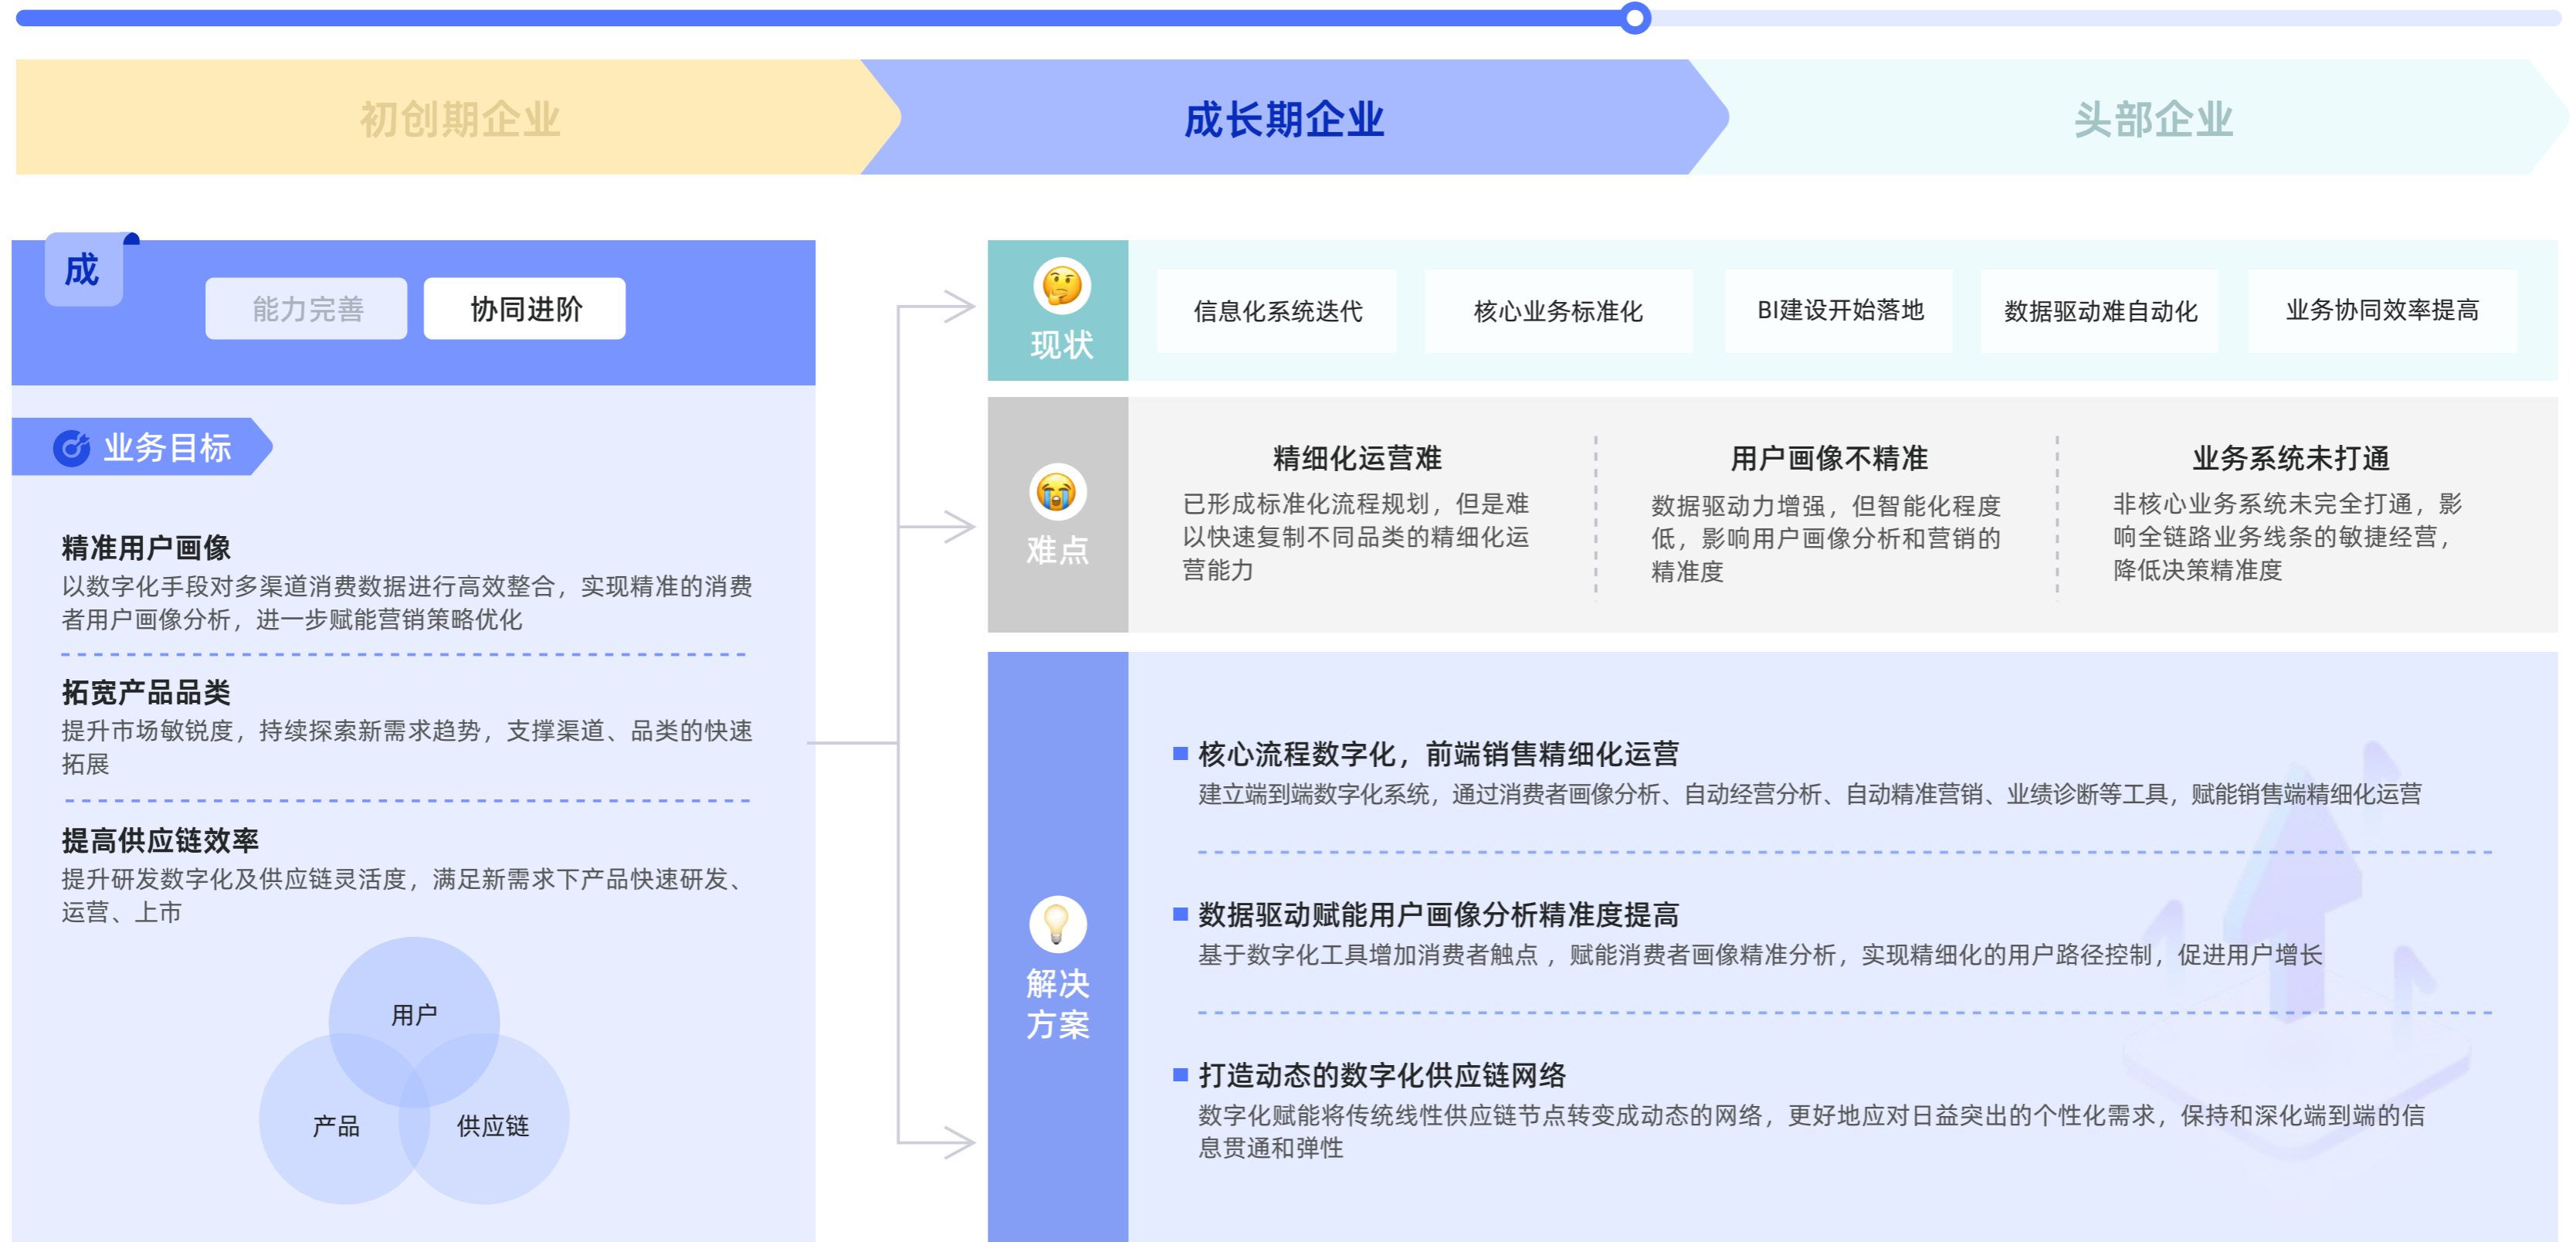 初创期企业
成长期企业
头部企业
成
能力完善
协同进阶
业务目标
精准用户画像
以数字化手段对多渠道消费数据进行高效整合，实现精准的消费
者用户画像分析，进一步赋能营销策略优化
拓宽产品品类
提升市场敏锐度，持续探索新需求趋势，支撑渠道、品类的快速
拓展
提高供应链效率
提升研发数字化及供应链灵活度，满足新需求下产品快速研发、
运营、上市
用户
产品
供应链
现状
信息化系统迭代
核心业务标准化
BI建设开始落地
数据驱动难自动化
业务协同效率提高
难点
精细化运营难
已形成标准化流程规划，但是难
以快速复制不同品类的精细化运
营能力
用户画像不精准
数据驱动力增强，但智能化程度
低，影响用户画像分析和营销的
精准度
业务系统未打通
非核心业务系统未完全打通，影
响全链路业务线条的敏捷经营，
降低决策精准度
解决
方案
核心流程数字化，前端销售精细化运营
建立端到端数字化系统，通过消费者画像分析、自动经营分析、自动精准营销、业绩诊断等工具，赋能销售端精细化运营
数据驱动赋能用户画像分析精准度提高
基于数字化工具增加消费者触点 ，赋能消费者画像精准分析，实现精细化的用户路径控制，促进用户增长
打造动态的数字化供应链网络
数字化赋能将传统线性供应链节点转变成动态的网络，更好地应对日益突出的个性化需求，保持和深化端到端的信
息贯通和弹性